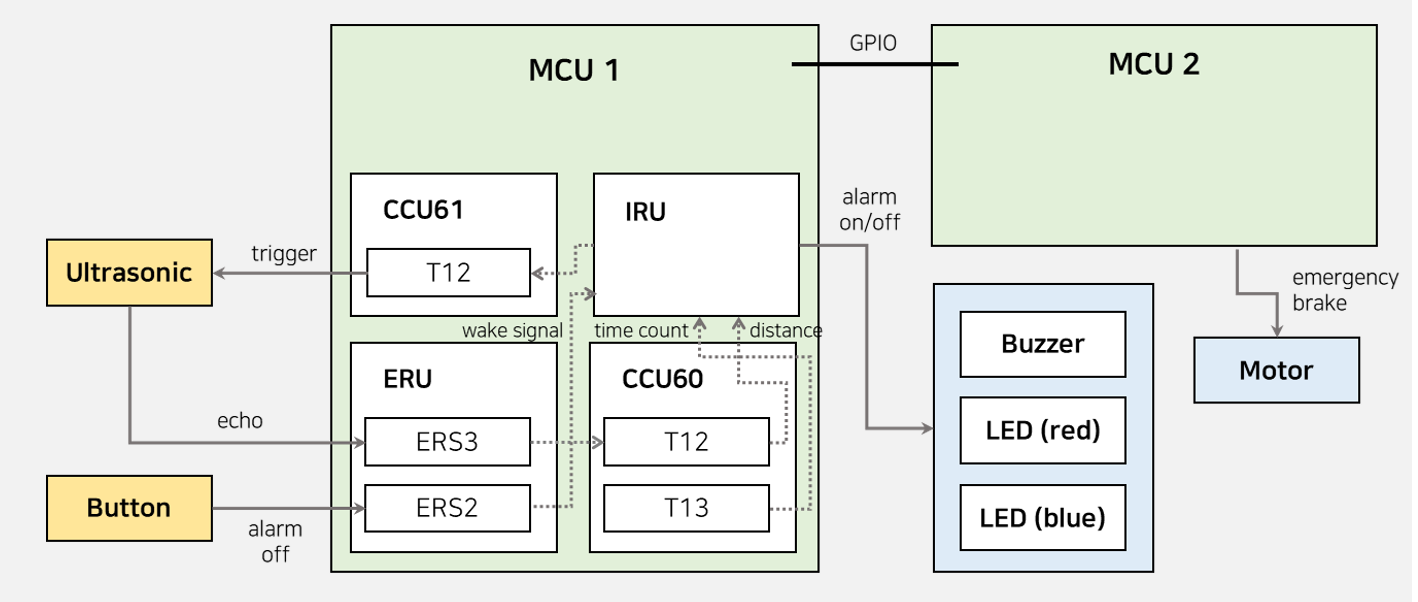 MCU 1
GPIO
MCU 2
CCU61
T12
IRU
alarm
on/off
Ultrasonic
trigger
emergency
brake
wake signal
time count
distance
Buzzer
Motor
ERU
CCU60
echo
ERS3
T12
LED (red)
Button
ERS2
T13
LED (blue)
alarm
off